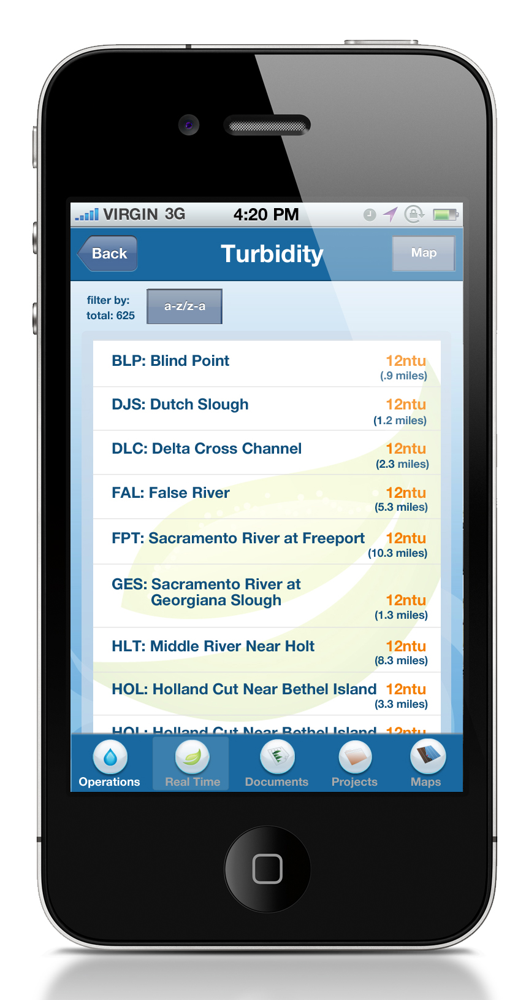 VIRGIN 3G 4:20 PM
Back Turbidity Map
filter by:
total: 625
a-z/z-a
BLP: Blind Point 12ntu
(.9 miles)
DJS: Dutch Slough 12ntu
(1.2 miles)
DLC: Delta Cross Channel 12ntu
(2.3 miles)
FAL: False River 12ntu
(5.3 miles)
FPT: Sacramento River at Freeport 12ntu
(10.3 miles)
GES: Sacramento River at
Georgiana Slough 12ntu
(1.3 miles)
HLT: Middle River Near Holt 12ntu
(8.3 miles)
HOL: Holland Cut Near Bethel Island 12ntu
(3.3 miles)
HOL: Holland Cut Near Bethel Island 12ntu
Operations Real Time Documents Projects Maps